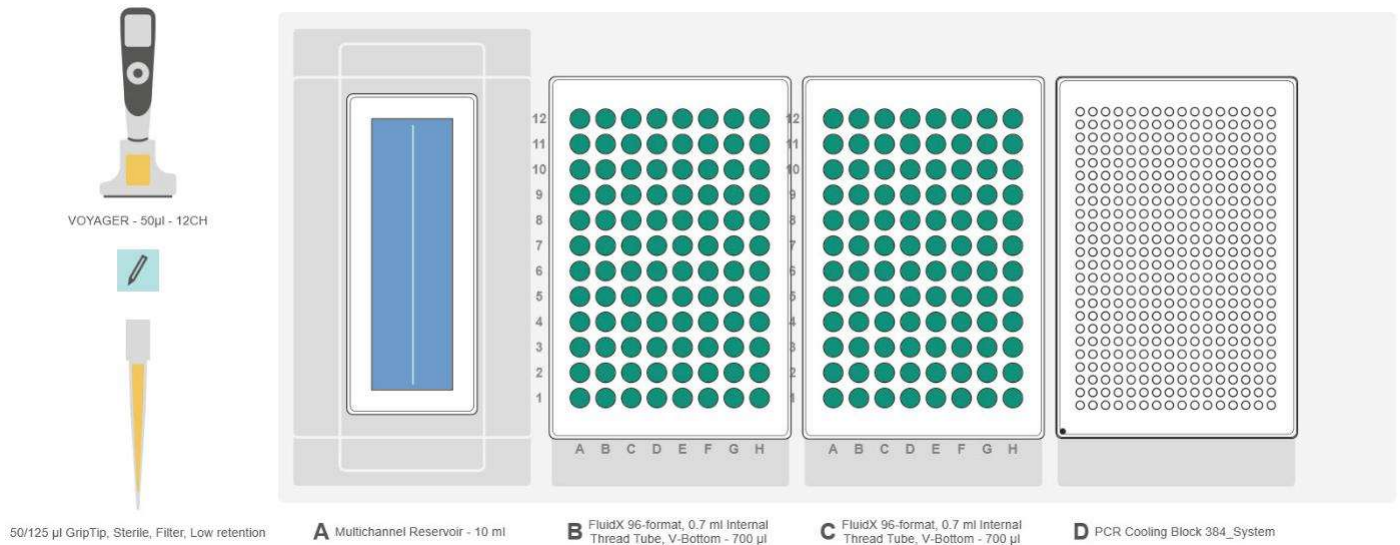 12 12
11 11
10 10
9 9
8 8
7 7
VOYAGER - 50µl - 12CH
6 6
5 5
4 4
3 3
2 2
1 1
A B C D E F G H A B C D E F G H
50/125 µl GripTip, Sterile, Filter, Low retention
A Multichannel Reservoir - 10 ml
B FluidX 96-format, 0.7 ml Internal
Thread Tube, V-Bottom - 700 µl
C FluidX 96-format, 0.7 ml Internal
Thread Tube, V-Bottom - 700 µl
D PCR Cooling Block 384_System